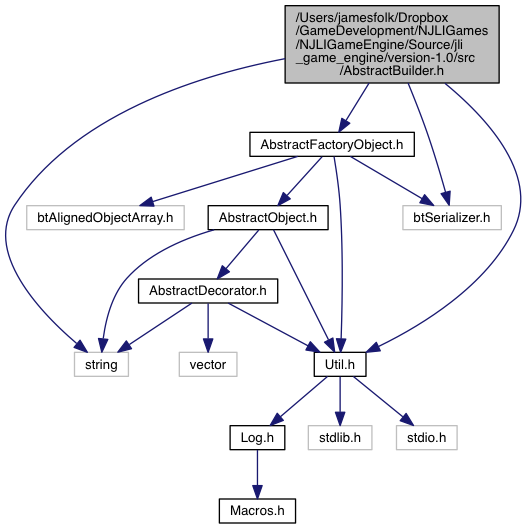 /Users/jamesfolk/Dropbox
/GameDevelopment/NJLIGames
/NJLIGameEngine/Source/jli
_game_engine/version-1.0/src
/AbstractBuilder.h
AbstractFactoryObject.h
btAlignedObjectArray.h
AbstractObject.h
btSerializer.h
AbstractDecorator.h
string
vector
Util.h
Log.h
stdlib.h
stdio.h
Macros.h